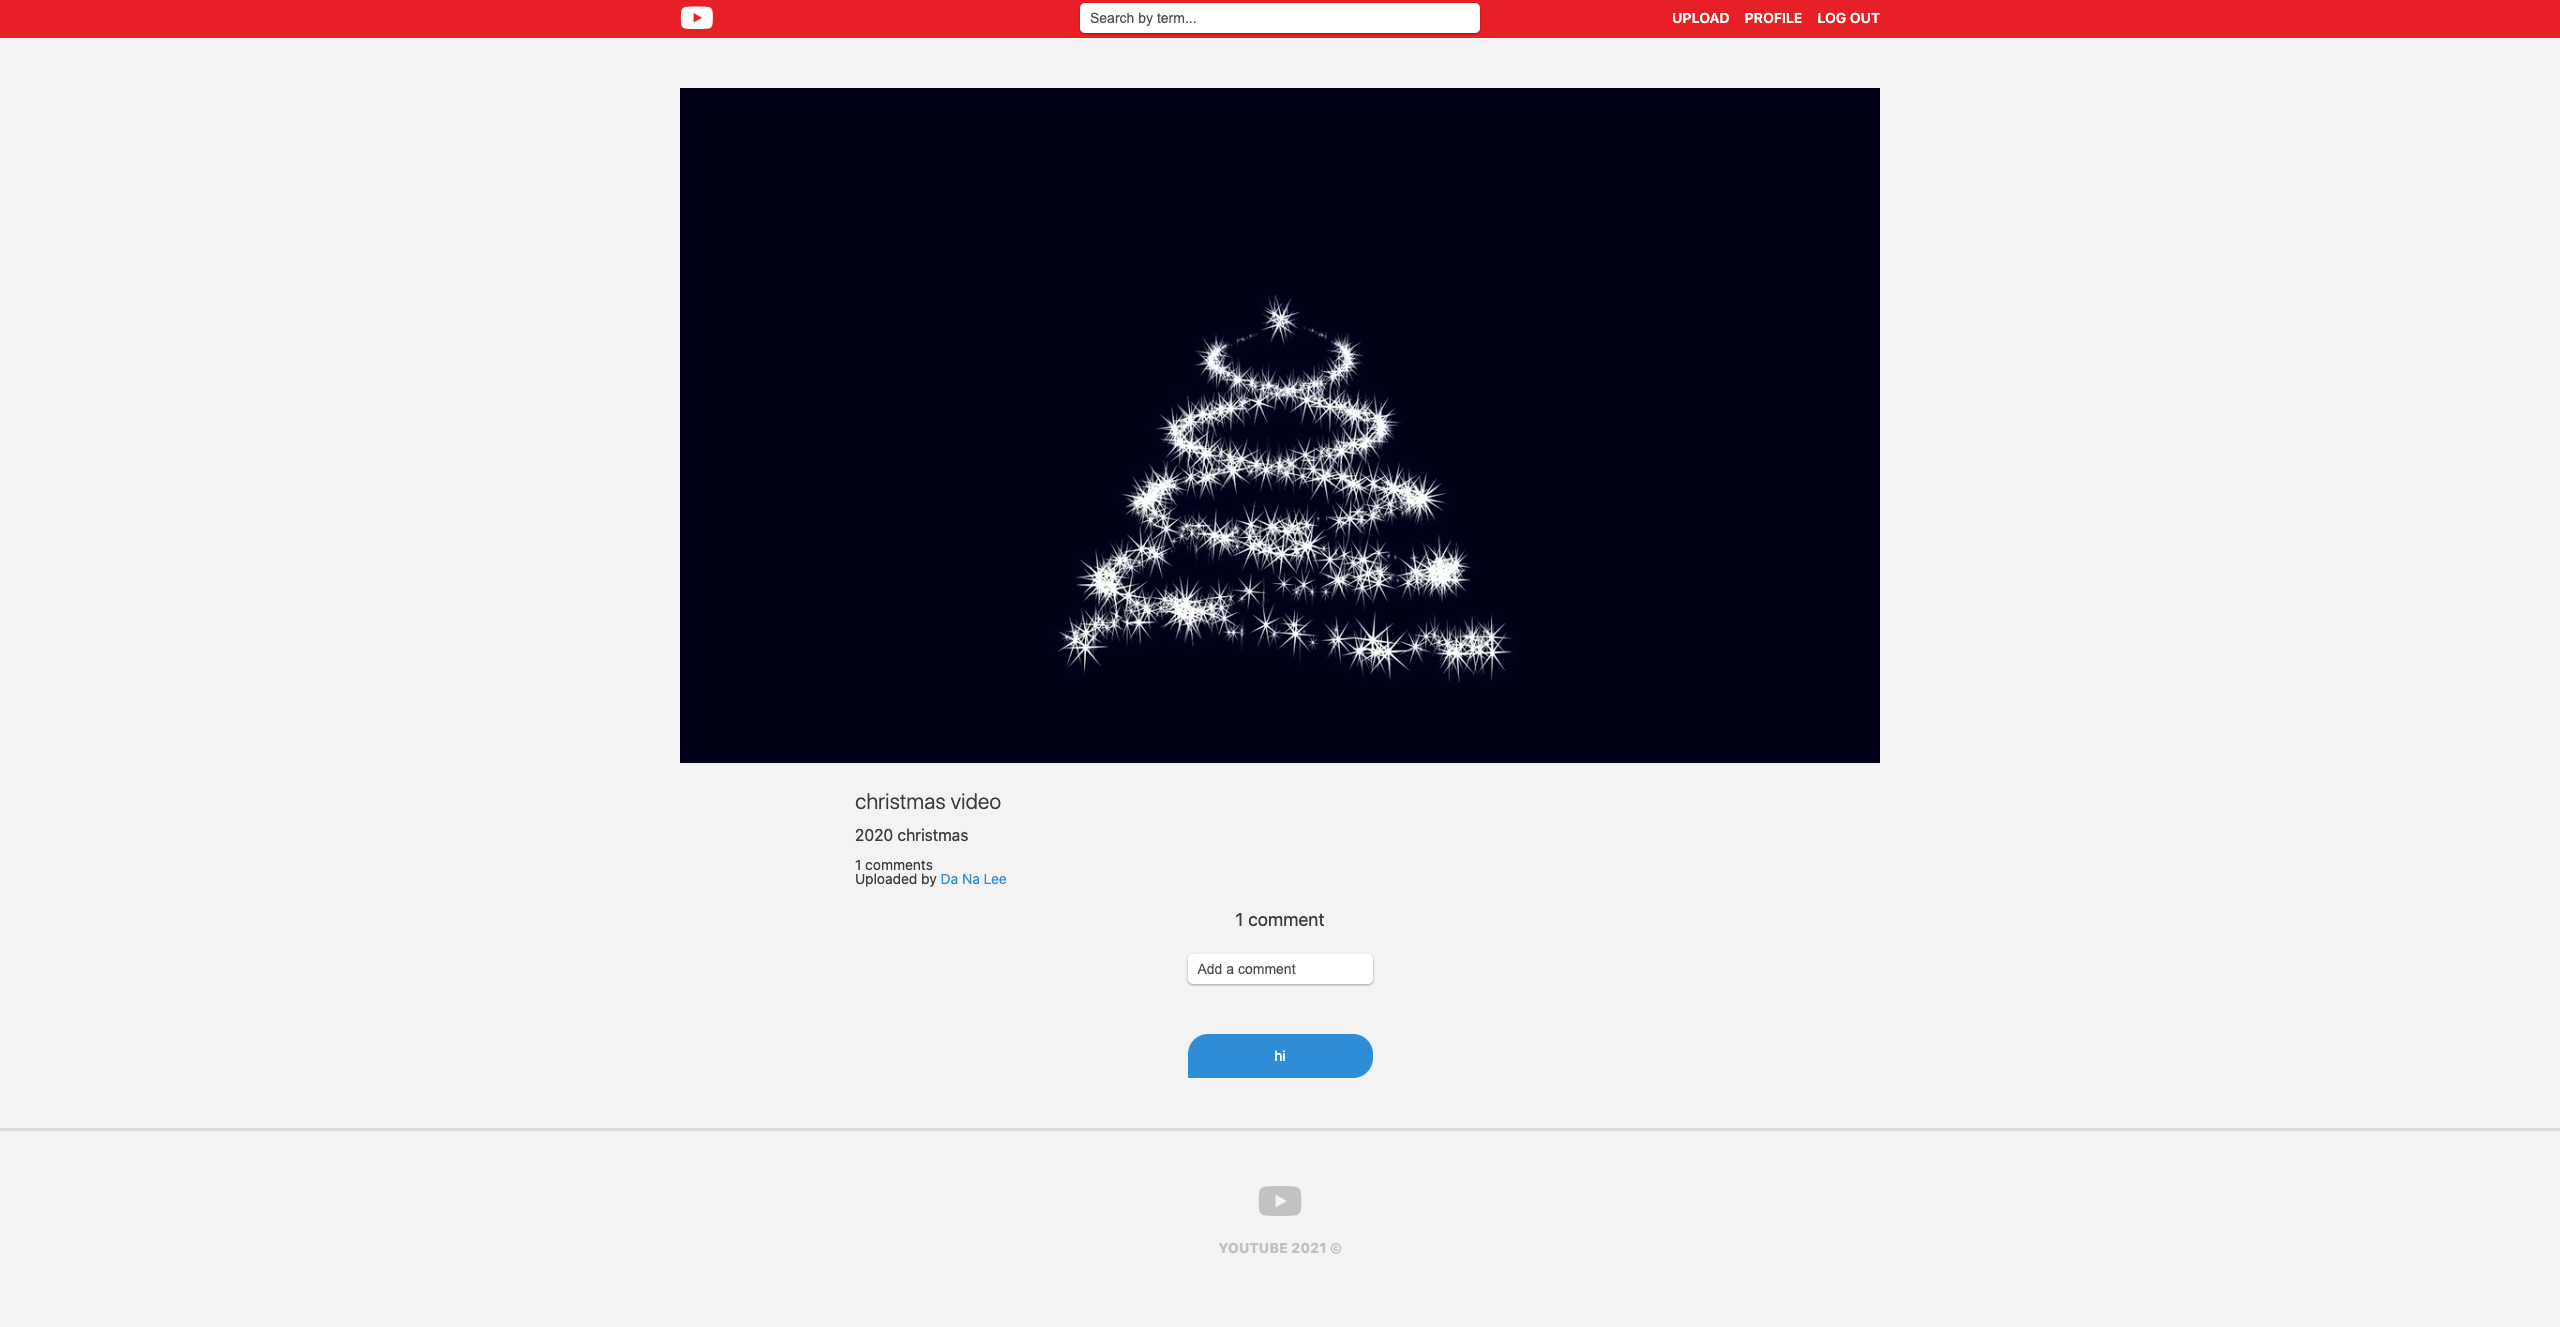 Search by term...
UPLOAD PROFILE LOG OUT
christmas video
2020 christmas
1 comments
Uploaded by Da Na Lee
1 comment
Add a comment
hi
YOUTUBE 2021 ©